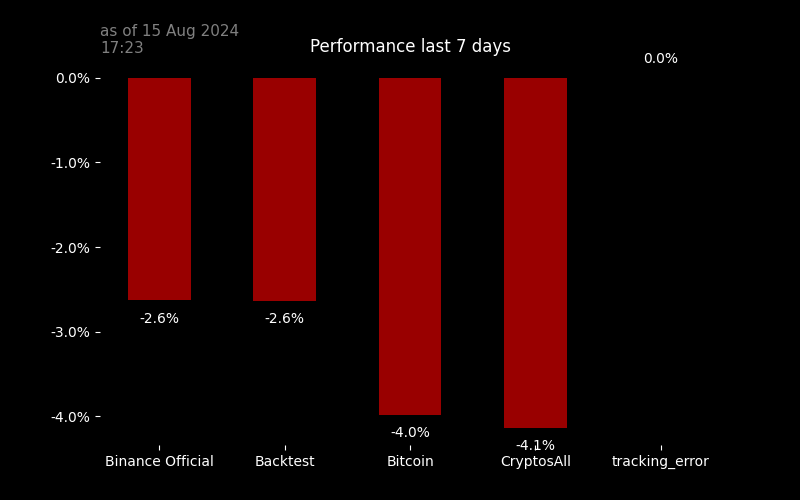 as of 15 Aug 2024
17:23
Performance last 7 days
0.0%
0.0%
-1.0%
-2.0%
-3.0%
-4.0%
-2.6%
-2.6%
-4.0%
-4.1%
Binance Official
Backtest
Bitcoin
CryptosAll
tracking_error